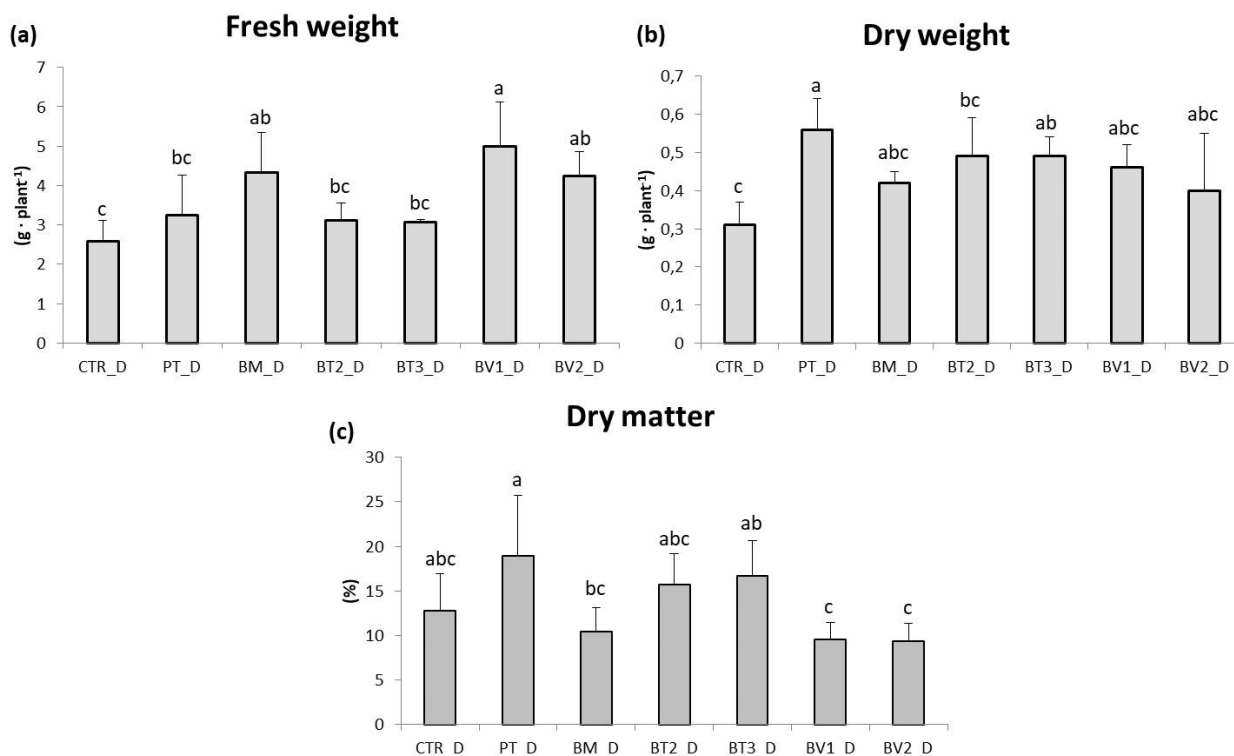 (a) Fresh weight
(g · plant⁻¹)
7
6
5
4
3
2
1
0
c
bc
ab
bc
bc
a
ab
CTR_D PT_D BM_D BT2_D BT3_D BV1_D BV2_D
(b) Dry weight
(g · plant⁻¹)
0,7
0,6
0,5
0,4
0,3
0,2
0,1
0
c
a
abc
bc
ab
abc
abc
CTR_D PT_D BM_D BT2_D BT3_D BV1_D BV2_D
(c) Dry matter
(%)
30
25
20
15
10
5
0
abc
a
bc
abc
ab
c
c
CTR_D PT_D BM_D BT2_D BT3_D BV1_D BV2_D